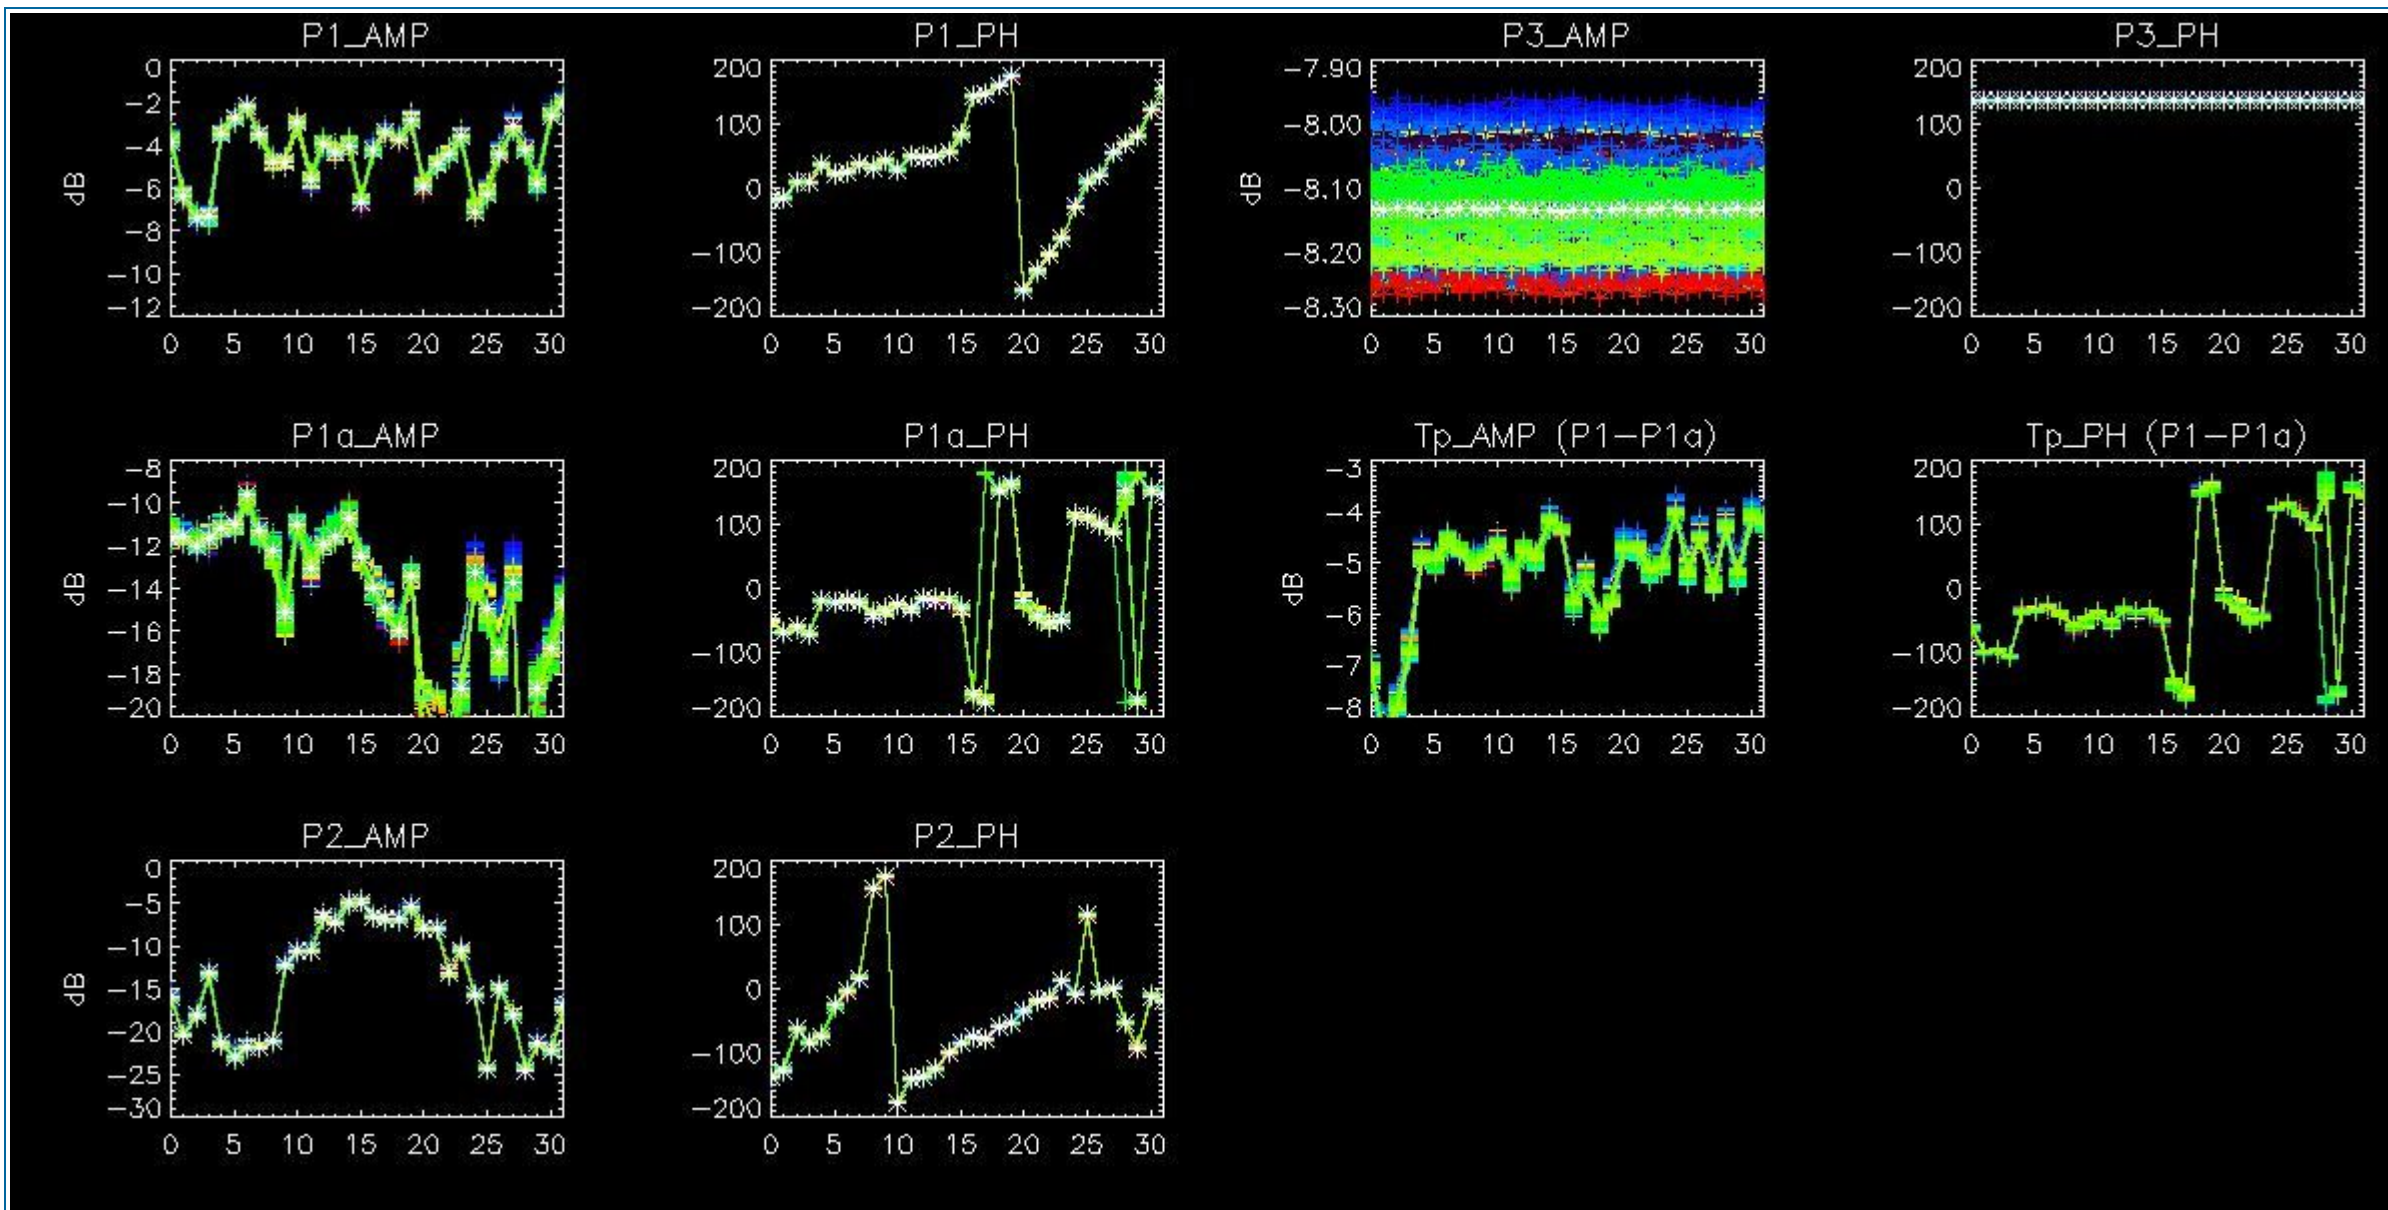 P1_AMP
P1_PH
P3_AMP
P3_PH
0
−2
−4
−6
−8
−10
−12
dB
0 5 10 15 20 25 30
200
100
0
−100
−200
0 5 10 15 20 25 30
−7.90
−8.00
−8.10
−8.20
−8.30
dB
0 5 10 15 20 25 30
200
100
0
−100
−200
0 5 10 15 20 25 30
P1a_AMP
P1a_PH
Tp_AMP (P1−P1a)
Tp_PH (P1−P1a)
−8
−10
−12
−14
−16
−18
−20
dB
0 5 10 15 20 25 30
200
100
0
−100
−200
0 5 10 15 20 25 30
−3
−4
−5
−6
−7
−8
dB
0 5 10 15 20 25 30
200
100
0
−100
−200
0 5 10 15 20 25 30
P2_AMP
P2_PH
0
−5
−10
−15
−20
−25
−30
dB
0 5 10 15 20 25 30
200
100
0
−100
−200
0 5 10 15 20 25 30